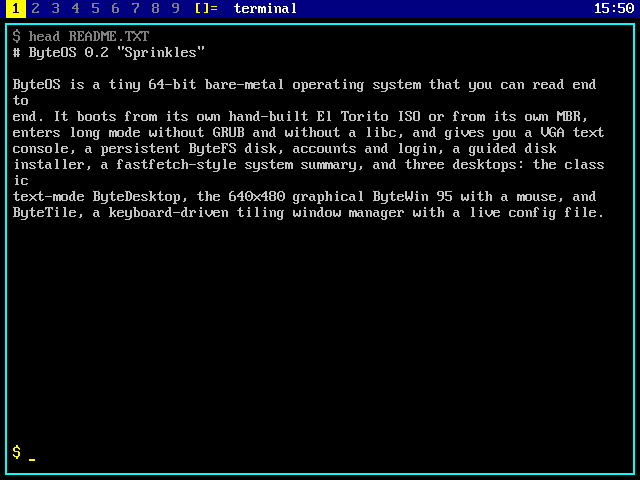 1 2 3 4 5 6 7 8 9 []= terminal 15:50
$ head README.TXT
# ByteOS 0.2 "Sprinkles"
ByteOS is a tiny 64-bit bare-metal operating system that you can read end
to
end. It boots from its own hand-built El Torito ISO or from its own MBR,
enters long mode without GRUB and without a libc, and gives you a VGA text
console, a persistent ByteFS disk, accounts and login, a guided disk
installer, a fastfetch-style system summary, and three desktops: the class
ic
text-mode ByteDesktop, the 640x480 graphical ByteWin 95 with a mouse, and
ByteTile, a keyboard-driven tiling window manager with a live config file.
$ _